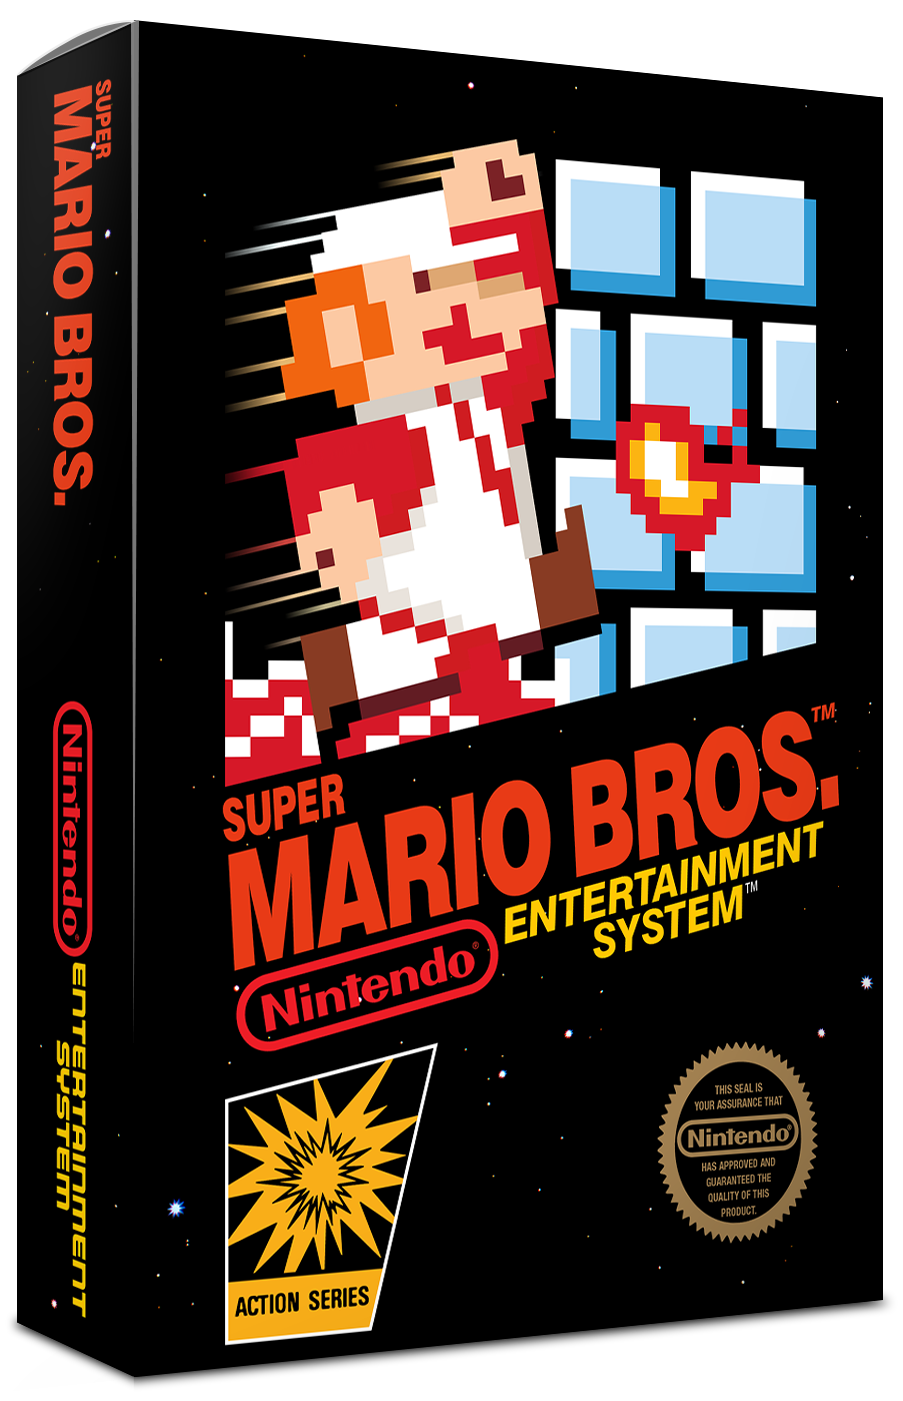 SUPER
MARIO BROS.
Nintendo®
ENTERTAINMENT
SYSTEM
SUPER
MARIO BROS.™
Nintendo®
ENTERTAINMENT
SYSTEM™
ACTION SERIES
THIS SEAL IS
YOUR ASSURANCE THAT
Nintendo®
HAS APPROVED AND
GUARANTEED THE
QUALITY OF THIS
PRODUCT.